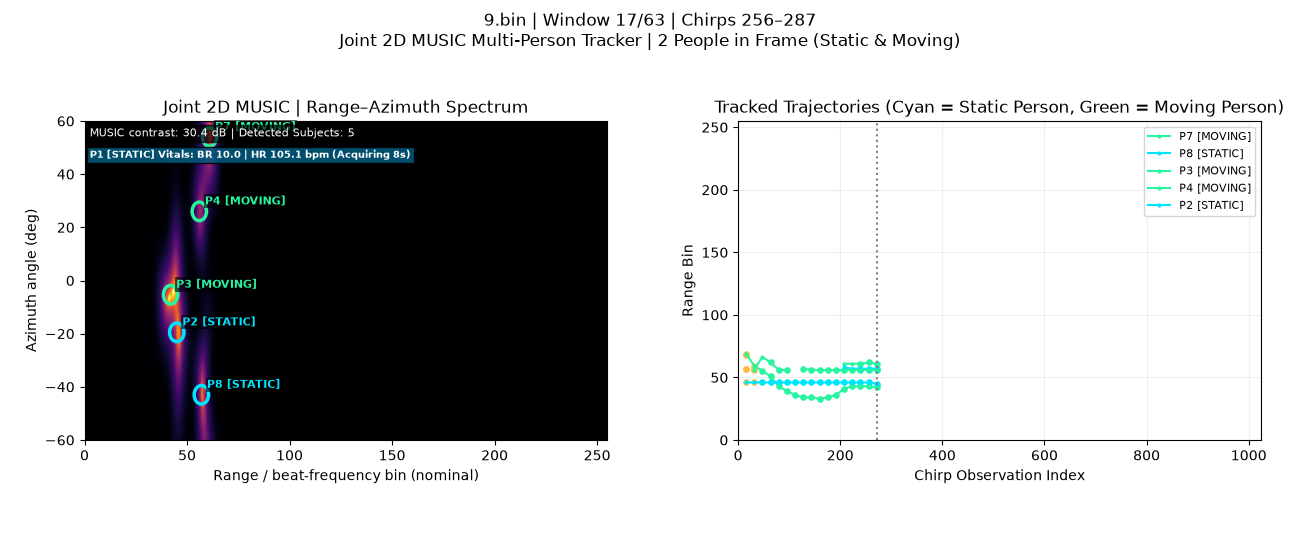 9.bin | Window 17/63 | Chirps 256–287
Joint 2D MUSIC Multi-Person Tracker | 2 People in Frame (Static & Moving)
Joint 2D MUSIC | Range–Azimuth Spectrum
P7 [MOVING]
MUSIC contrast: 30.4 dB | Detected Subjects: 5
P1 [STATIC] Vitals: BR 10.0 | HR 105.1 bpm (Acquiring 8s)
P4 [MOVING]
P3 [MOVING]
P2 [STATIC]
P8 [STATIC]
60
40
20
0
−20
−40
−60
Azimuth angle (deg)
0 50 100 150 200 250
Range / beat-frequency bin (nominal)
Tracked Trajectories (Cyan = Static Person, Green = Moving Person)
P7 [MOVING]
P8 [STATIC]
P3 [MOVING]
P4 [MOVING]
P2 [STATIC]
250
200
150
100
50
0
Range Bin
0 200 400 600 800 1000
Chirp Observation Index